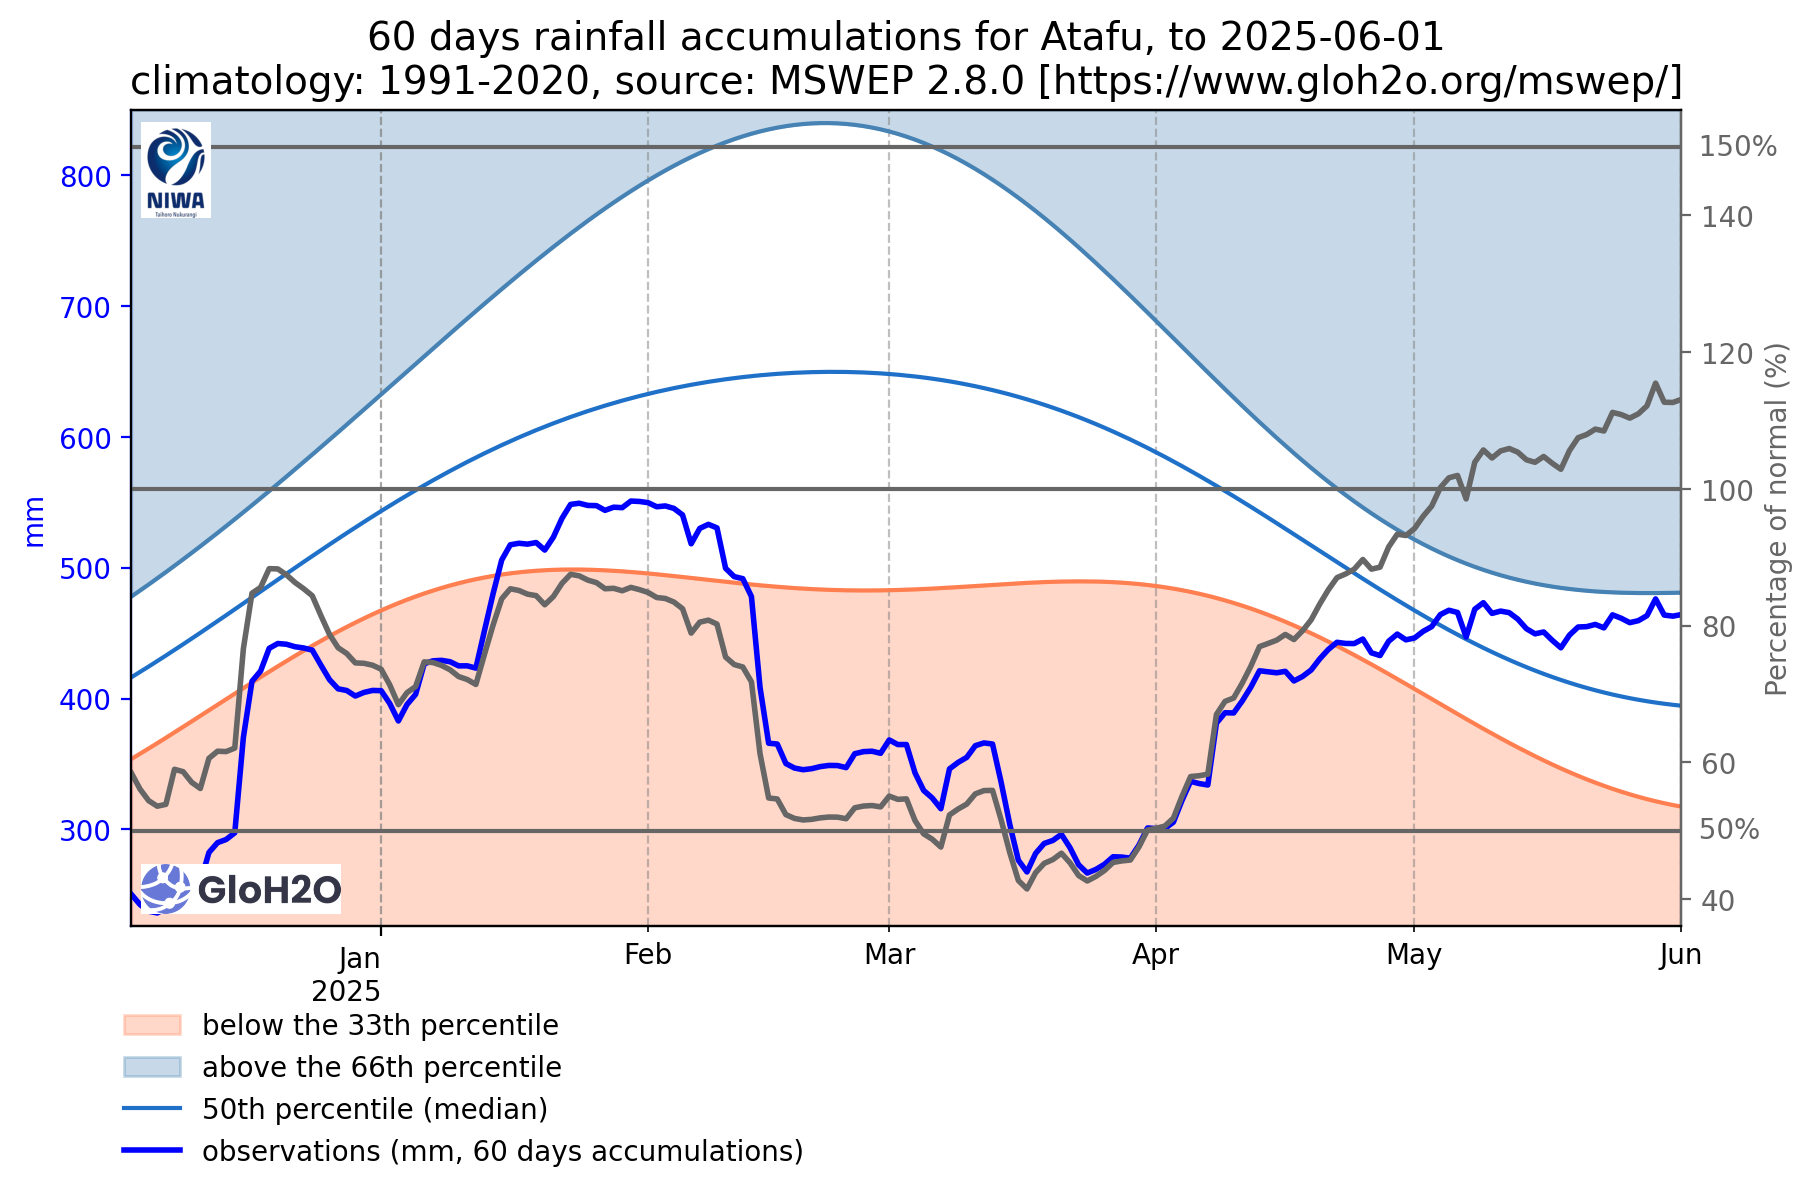 60 days rainfall accumulations for Atafu, to 2025-06-01
climatology: 1991-2020, source: MSWEP 2.8.0 [https://www.gloh2o.org/mswep/]
NIWA
Taihoro Nukurangi
800
700
600
500
400
300
mm
150%
140
120
100
80
60
50%
40
Percentage of normal (%)
GloH2O
Jan
2025
Feb
Mar
Apr
May
Jun
below the 33th percentile
above the 66th percentile
50th percentile (median)
observations (mm, 60 days accumulations)